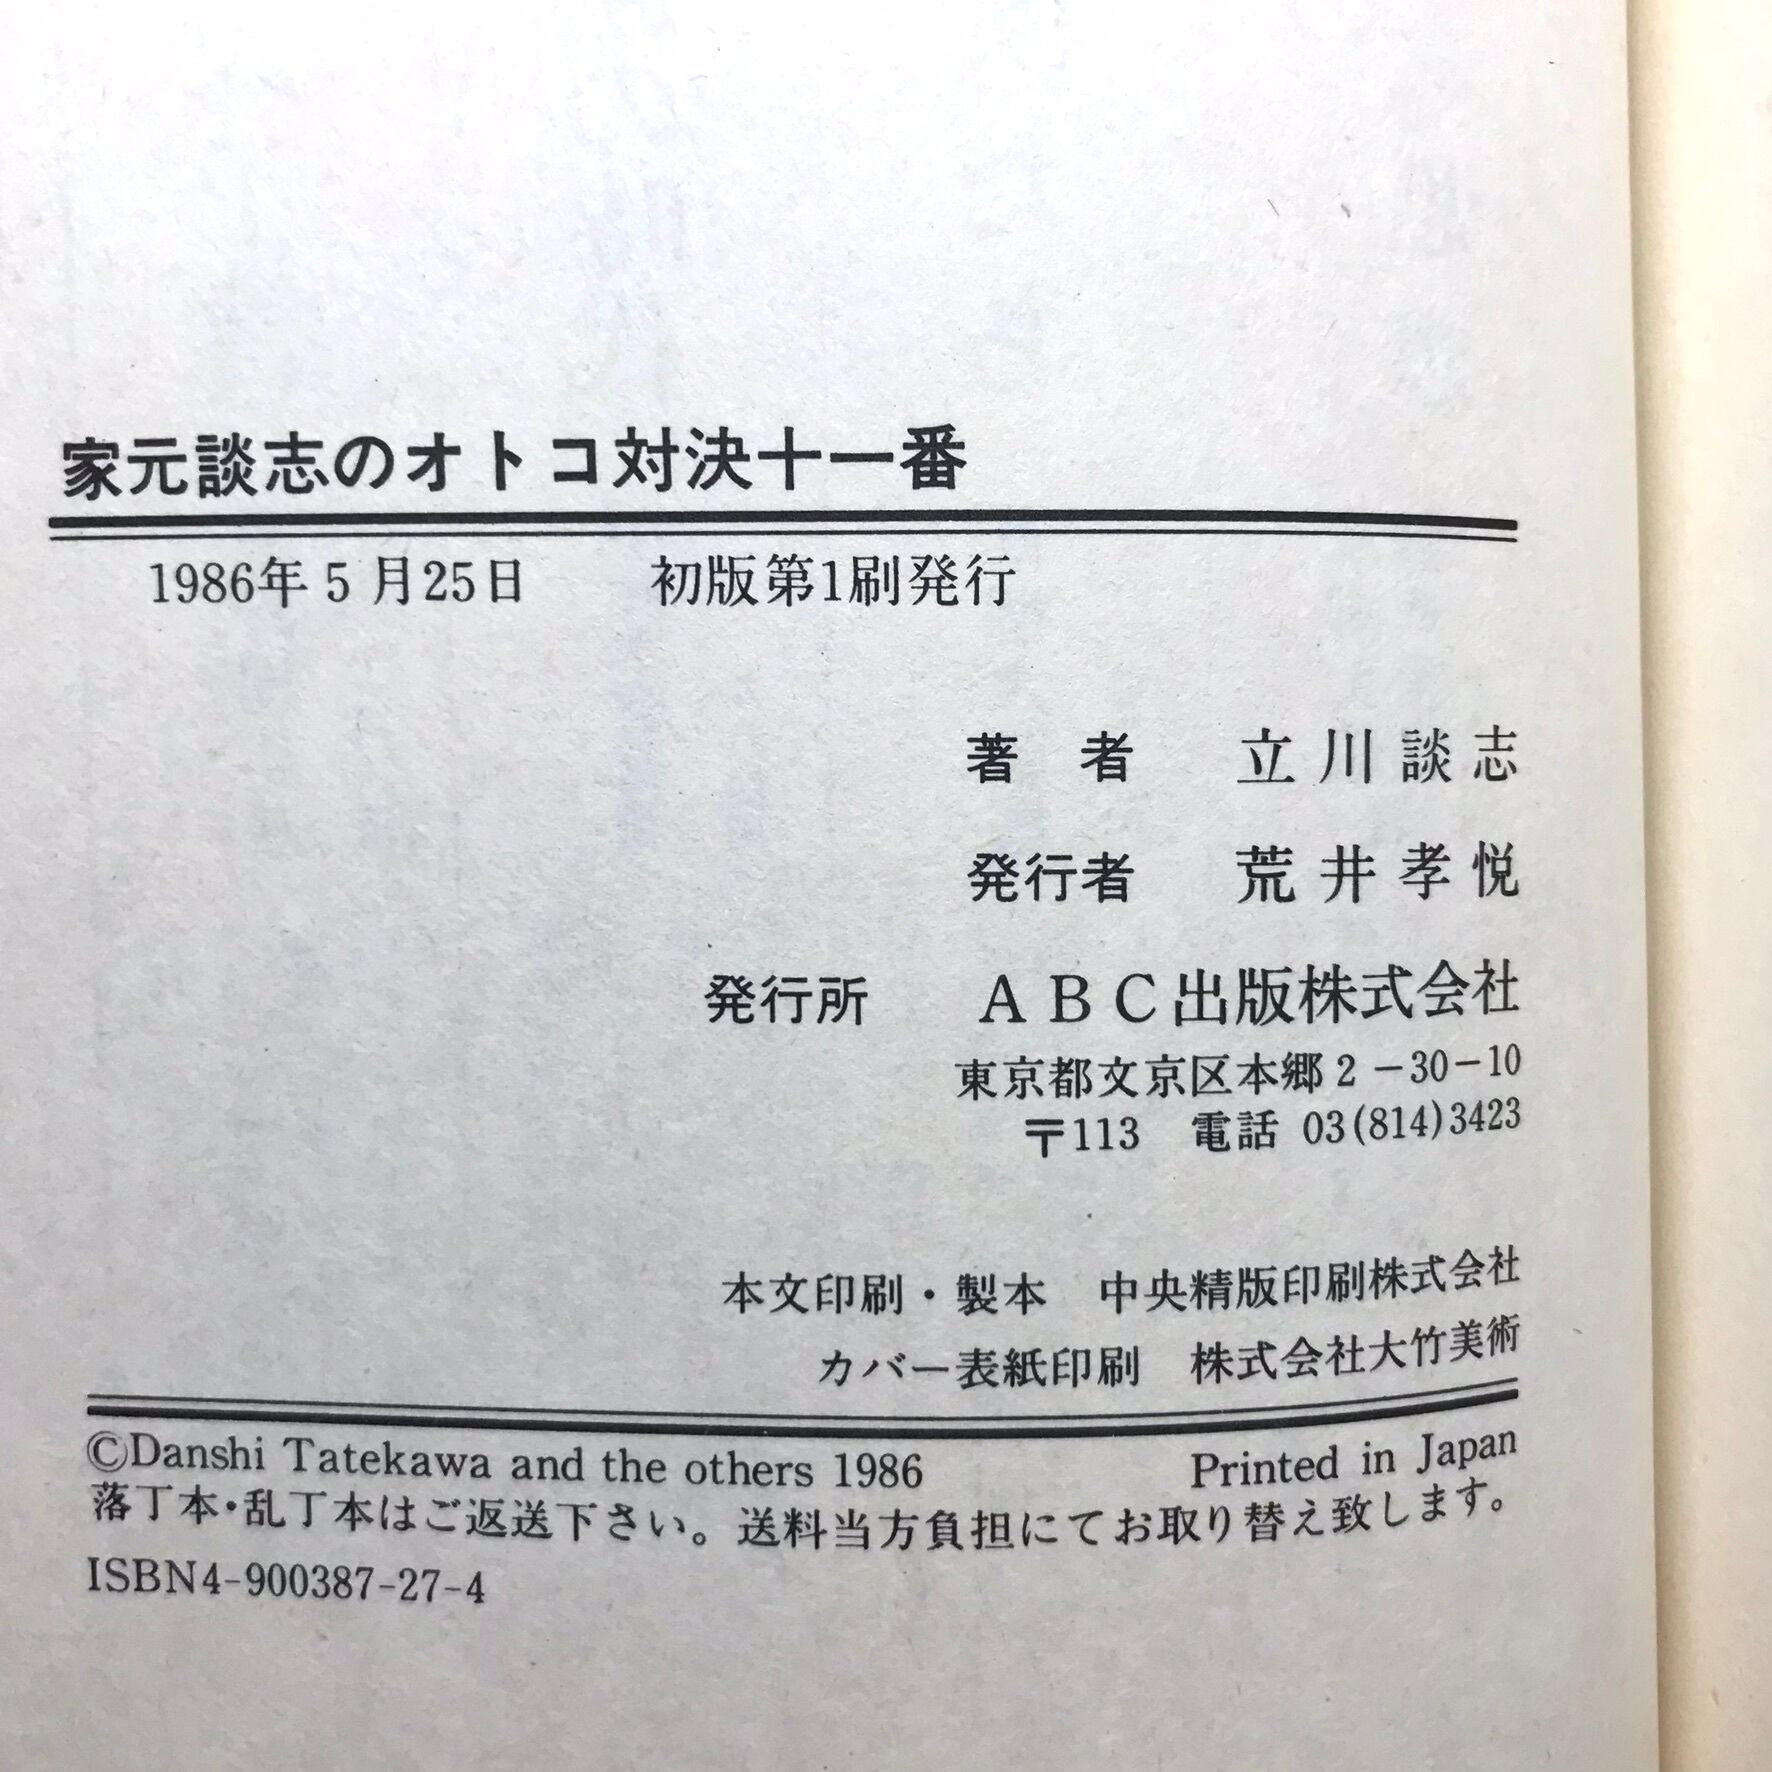 家元談志のオトコ対決十一番
1986年5月25日　初版第1刷発行
著　者　立川談志
発行者　荒井孝悦
発行所　ABC出版株式会社
東京都文京区本郷2-30-10
〒113　電話 03(814)3423
本文印刷・製本　中央精版印刷株式会社
カバー表紙印刷　株式会社大竹美術
©Danshi Tatekawa and the others 1986　Printed in Japan
落丁本・乱丁本はご返送下さい。送料当方負担にてお取り替え致します。
ISBN4-900387-27-4